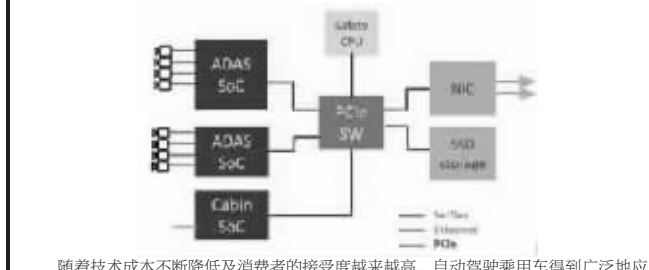 Safety
CPU
ADAS
SoC
NIC
PCIe
SW
ADAS
SoC
SSD
storage
Cabin
SoC
SerDes
Ethernet
PCIe
随着技术成本不断降低及消费者的接受度越来越高，自动驾驶乘用车得到广泛地应